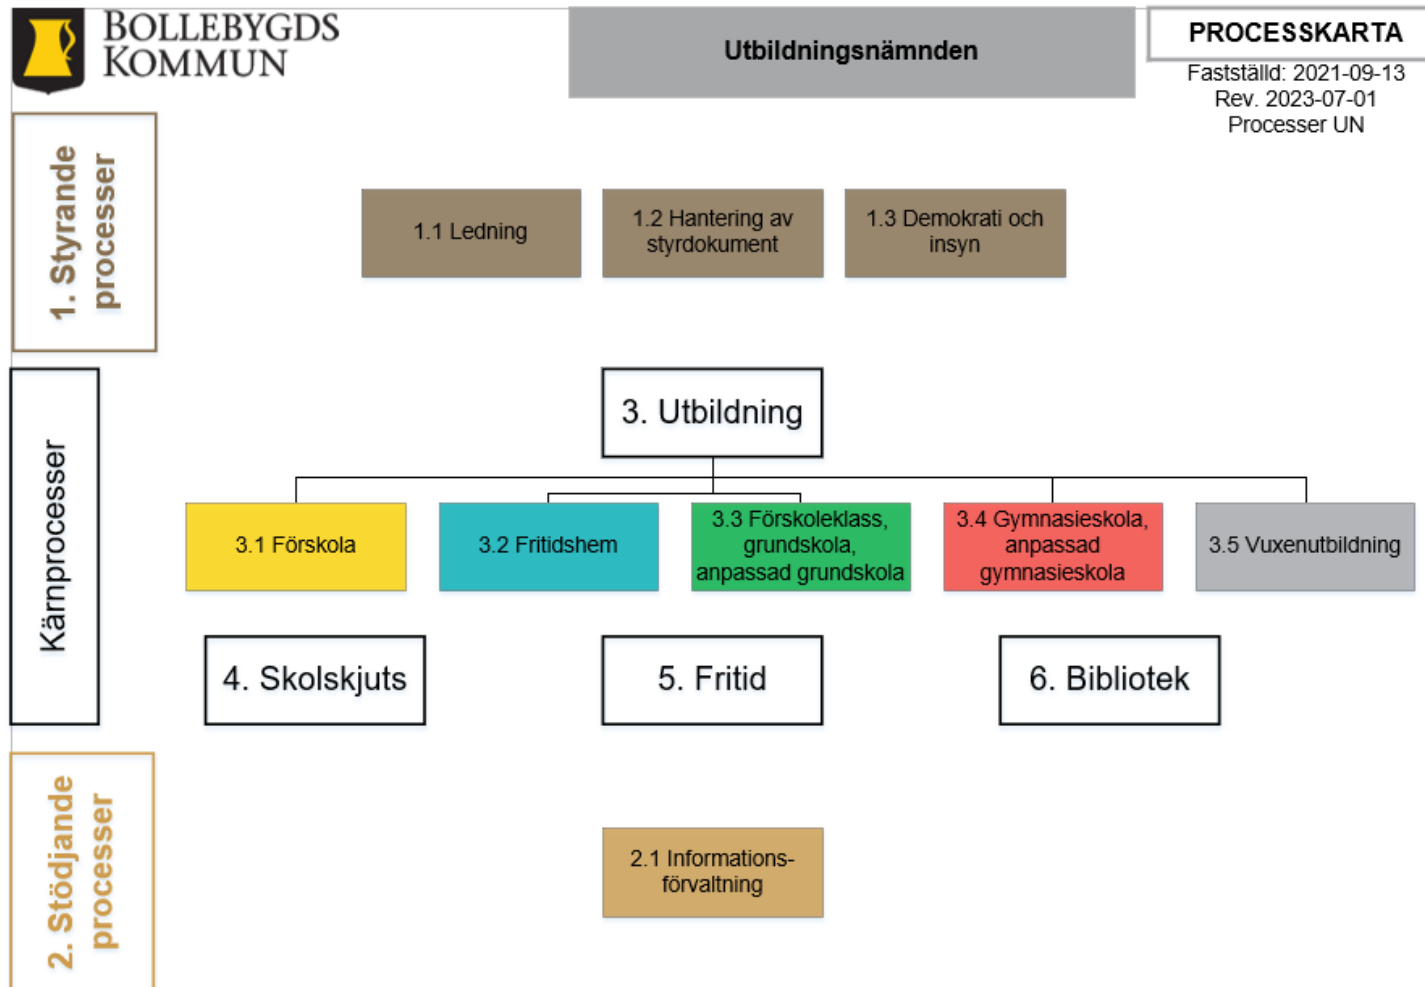 BOLLEBYGDS
KOMMUN
Utbildningsnämnden
PROCESSKARTA
Fastställd: 2021-09-13
Rev. 2023-07-01
Processer UN
1. Styrande
processer
1.1 Ledning
1.2 Hantering av
styrdokument
1.3 Demokrati och
insyn
Kärnprocesser
3. Utbildning
3.1 Förskola
3.2 Fritidshem
3.3 Förskoleklass,
grundskola,
anpassad grundskola
3.4 Gymnasieskola,
anpassad
gymnasieskola
3.5 Vuxenutbildning
4. Skolskjuts
5. Fritid
6. Bibliotek
2. Stödjande
processer
2.1 Informations-
förvaltning